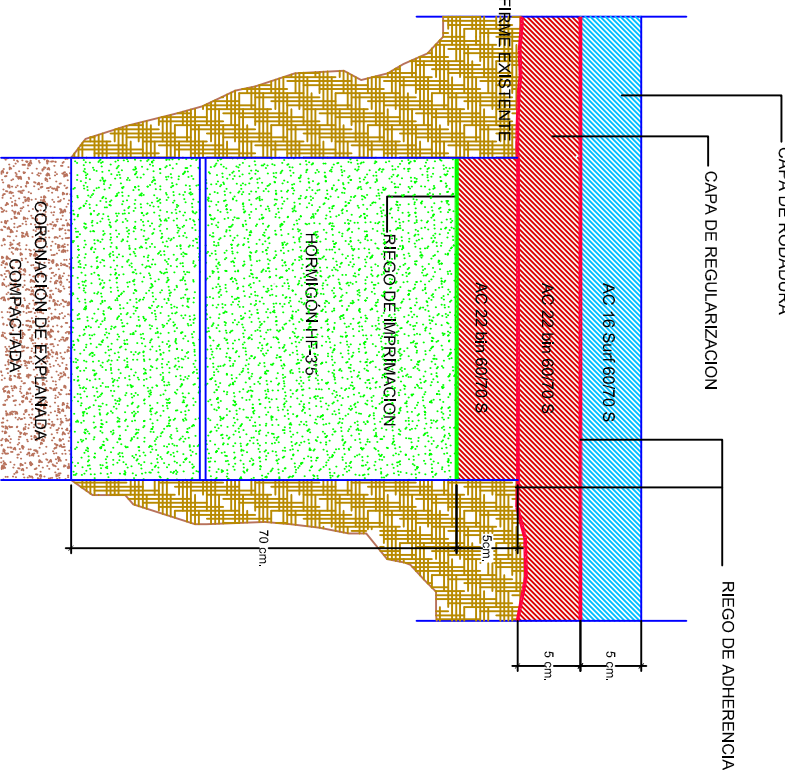 CAPA DE RODADURA
CAPA DE REGULARIZACION
RIEGO DE ADHERENCIA
AC 16 Surf 60/70 S
5 cm.
AC 22 bin 60/70 S
5 cm.
FIRME EXISTENTE
AC 22 bin 60/70 S
5cm.
RIEGO DE IMPRIMACION
HORMIGÓN HF-3'5
70 cm.
CORONACION DE EXPLANADA
COMPACTADA